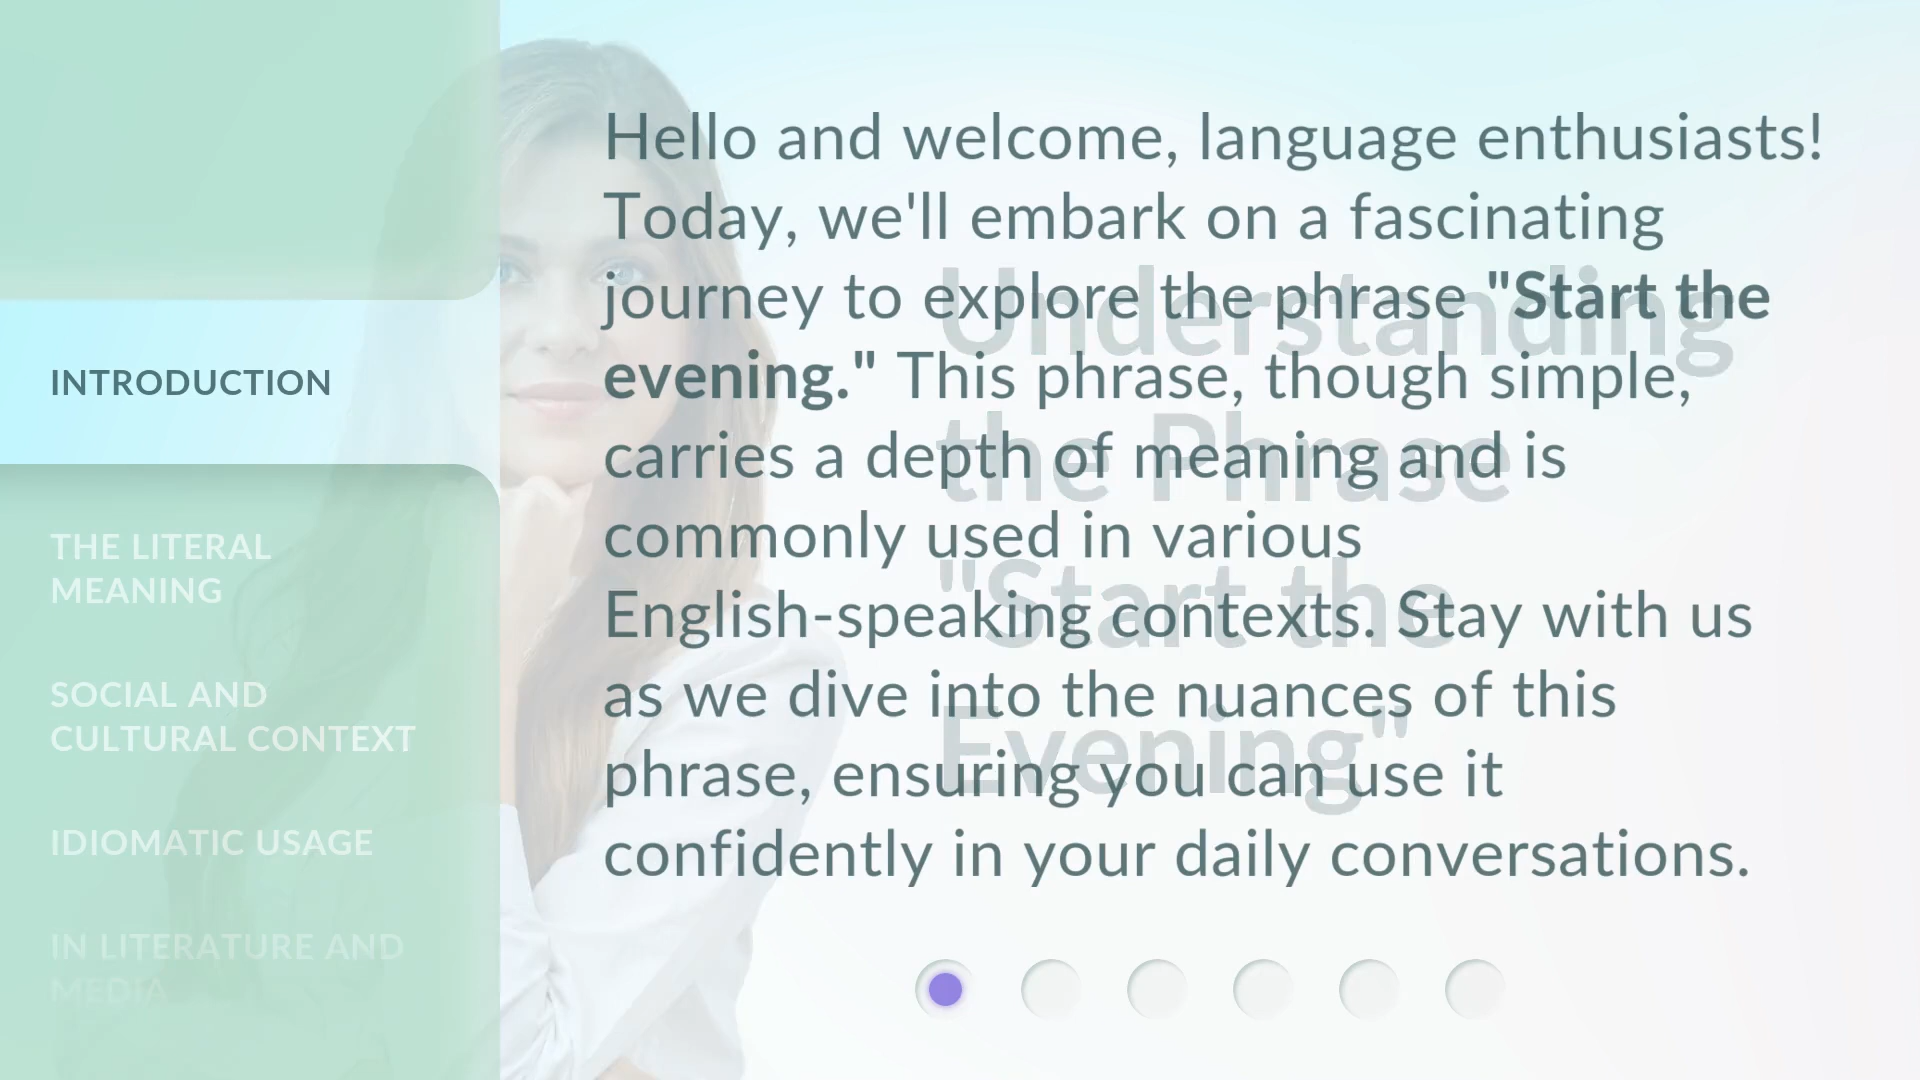 INTRODUCTION
THE LITERAL
MEANING
SOCIAL AND
CULTURAL CONTEXT
IDIOMATIC USAGE
IN LITERATURE AND
MEDIA
Hello and welcome, language enthusiasts!
Today, we'll embark on a fascinating
journey to explore the phrase "Start the
evening." This phrase, though simple,
carries a depth of meaning and is
commonly used in various
English-speaking contexts. Stay with us
as we dive into the nuances of this
phrase, ensuring you can use it
confidently in your daily conversations.
Understanding
the Phrase
"Start the
Evening"